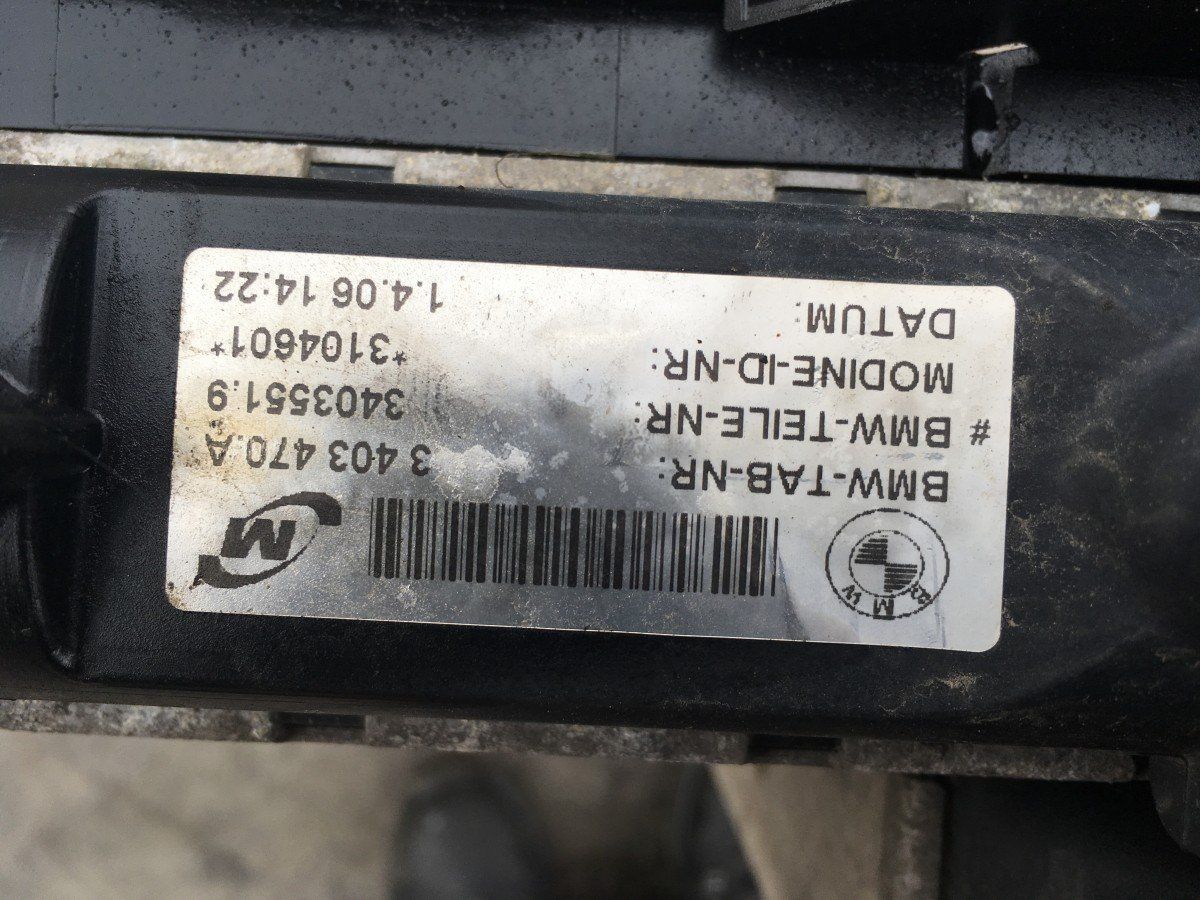 BMW
M
BMW-TAB-NR: 3 403 470.A
# BMW-TEILE-NR: 3403551.9
MODINE-ID-NR: *3104601*
DATUM: 1.4.06 14:22